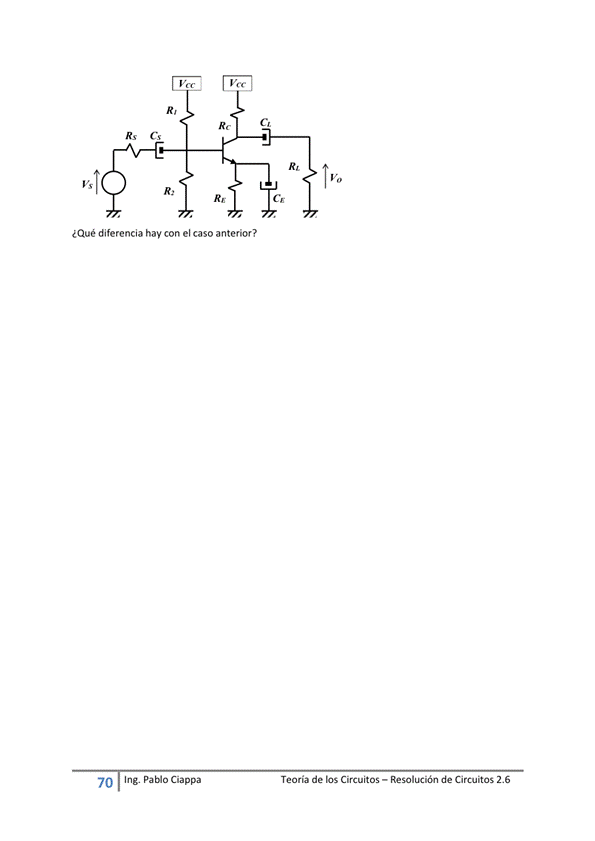 VCC VCC
R1
RC CL
RS CS
RL
VS VO
R2 RE CE
¿Qué diferencia hay con el caso anterior?
70 Ing. Pablo Ciappa Teoría de los Circuitos – Resolución de Circuitos 2.6